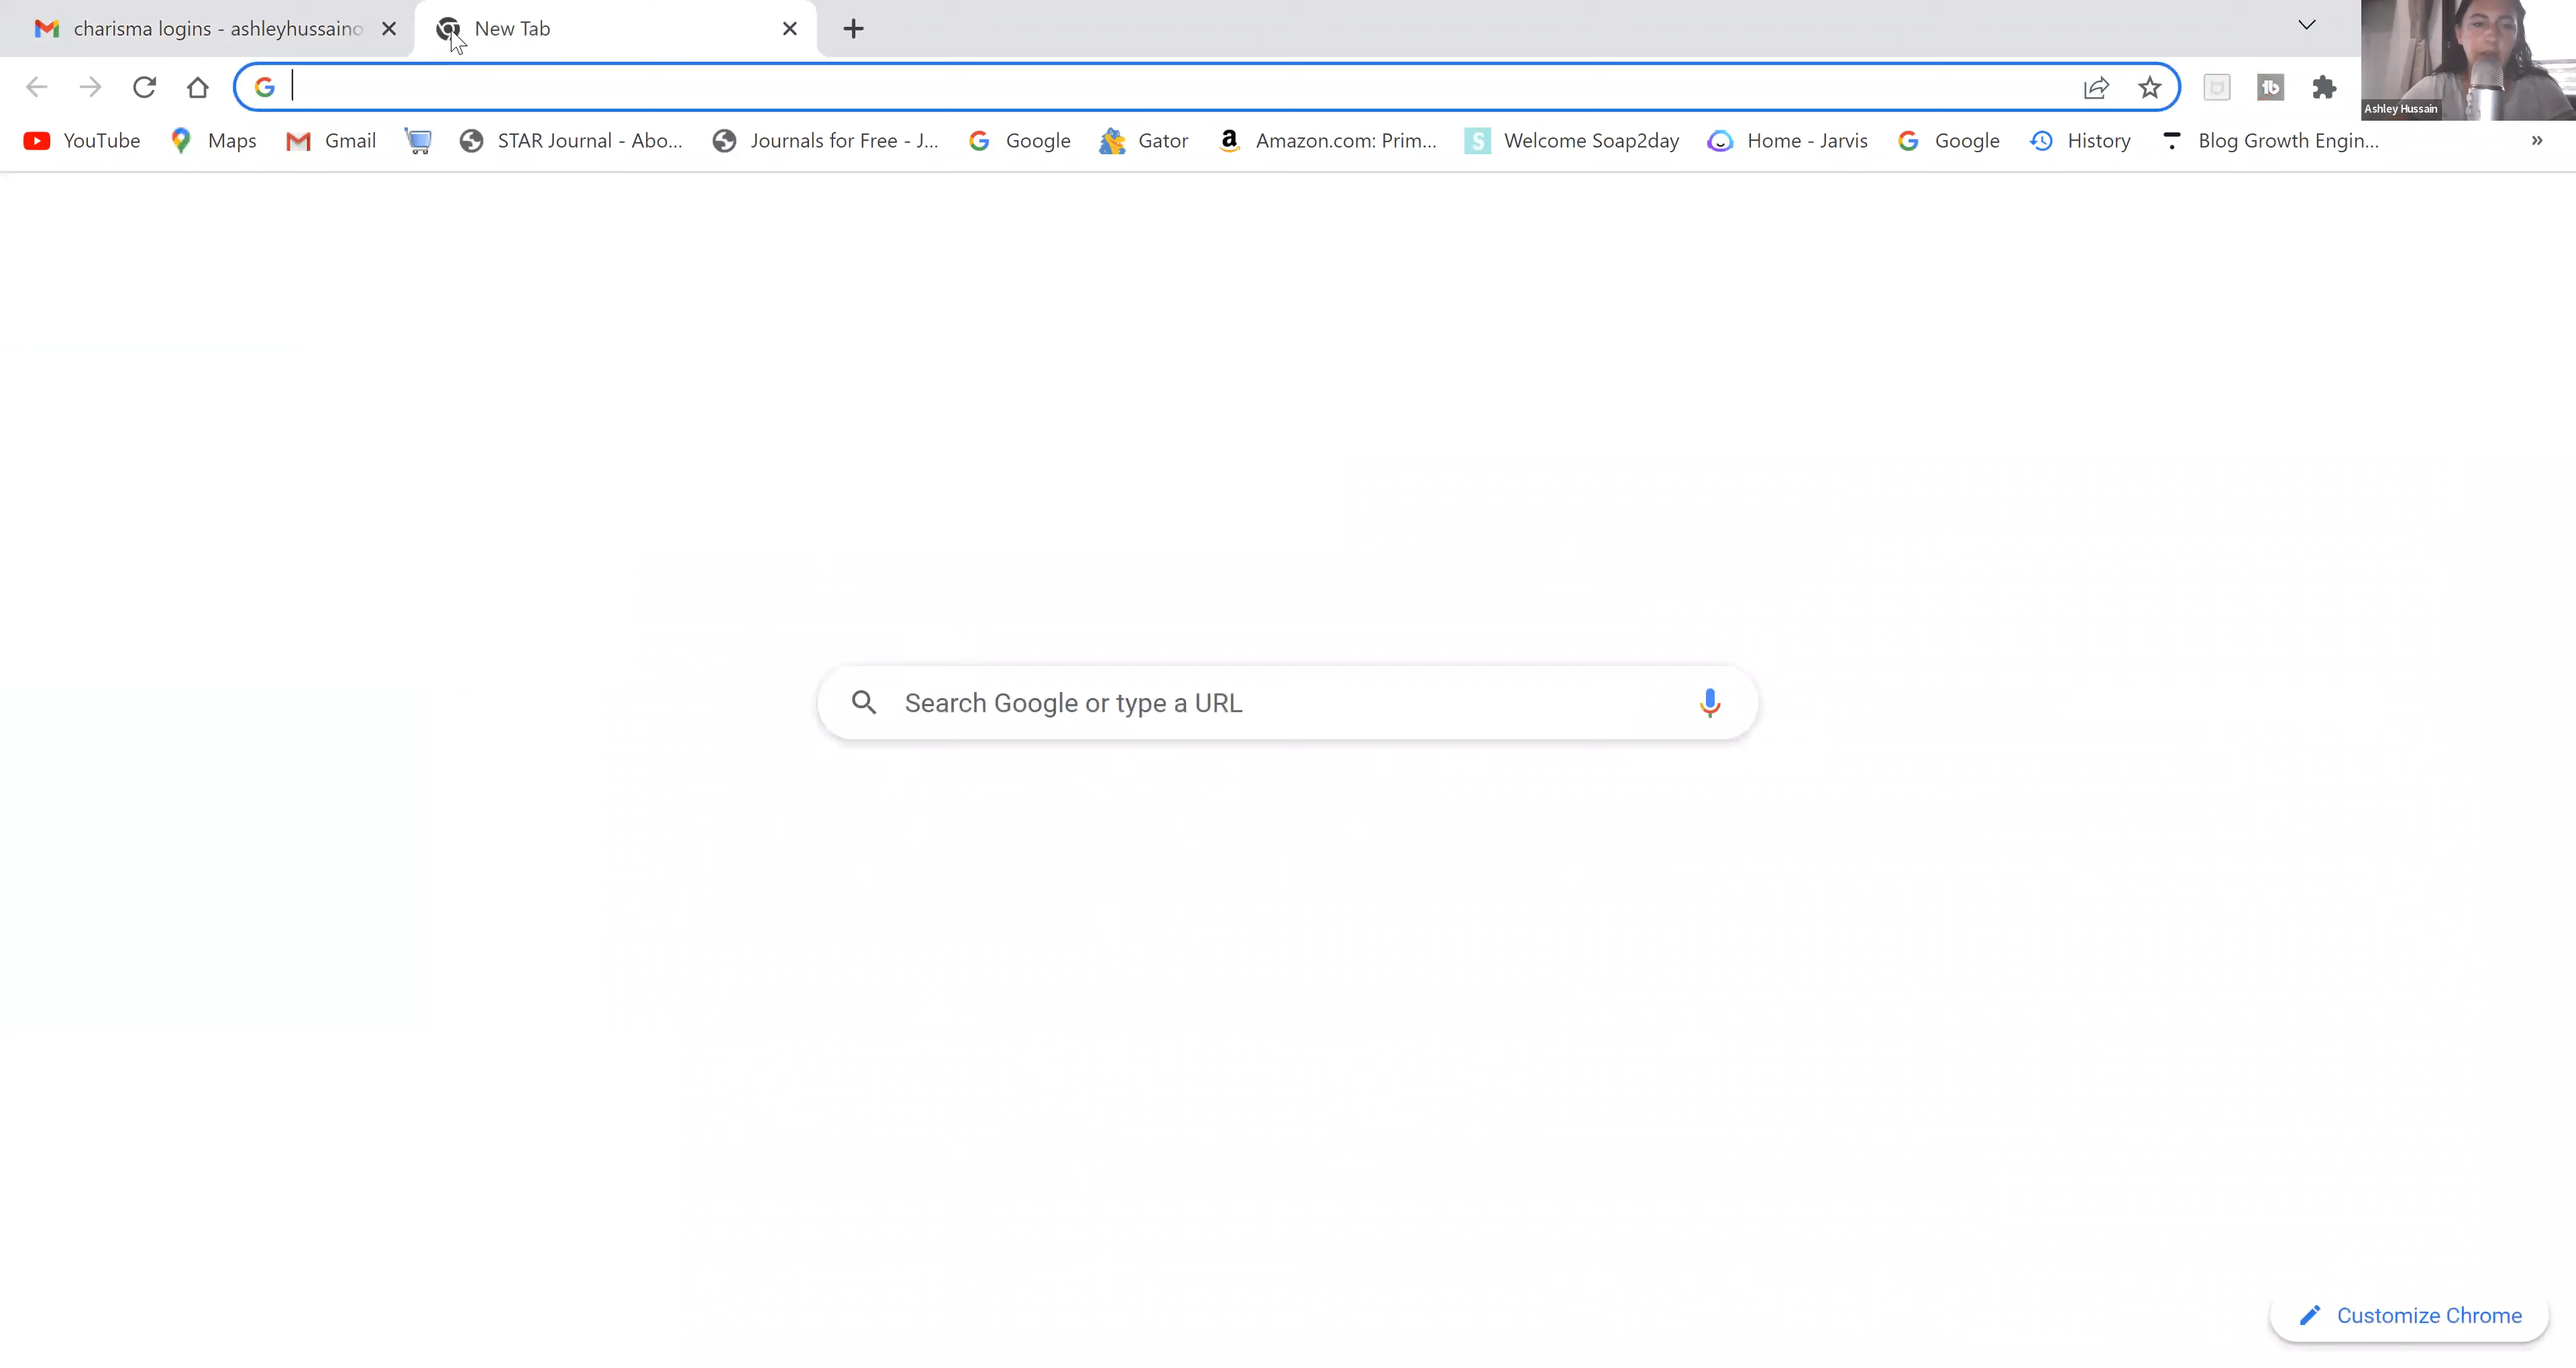 charisma logins - ashleyhussaino
New Tab
Ashley Hussain
YouTube Maps Gmail STAR Journal - Abo... Journals for Free - J... Google Gator Amazon.com: Prim... Welcome Soap2day Home - Jarvis Google History Blog Growth Engin... »
Search Google or type a URL
Customize Chrome